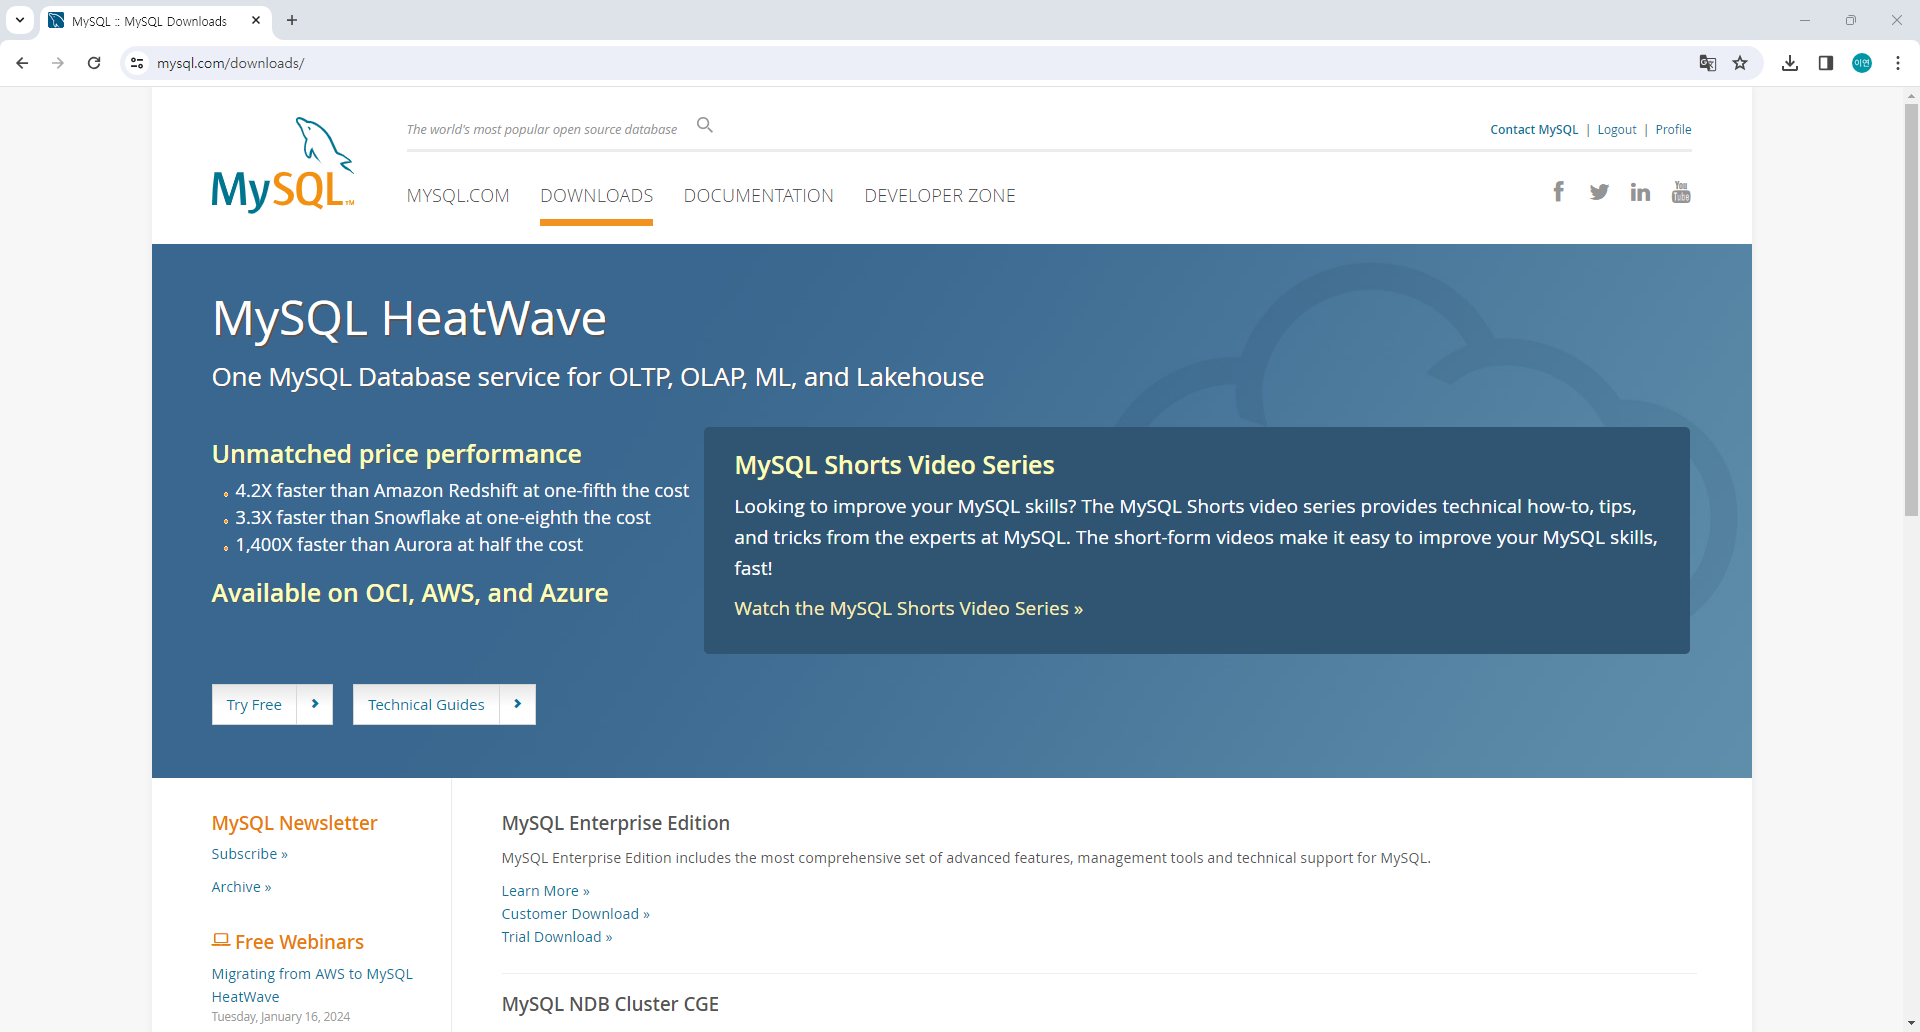 MySQL :: MySQL Downloads
mysql.com/downloads/
이연
MySQL™
The world's most popular open source database
Contact MySQL | Logout | Profile
MYSQL.COM DOWNLOADS DOCUMENTATION DEVELOPER ZONE
You Tube
MySQL HeatWave
One MySQL Database service for OLTP, OLAP, ML, and Lakehouse
Unmatched price performance
4.2X faster than Amazon Redshift at one-fifth the cost
3.3X faster than Snowflake at one-eighth the cost
1,400X faster than Aurora at half the cost
Available on OCI, AWS, and Azure
MySQL Shorts Video Series
Looking to improve your MySQL skills? The MySQL Shorts video series provides technical how-to, tips,
and tricks from the experts at MySQL. The short-form videos make it easy to improve your MySQL skills,
fast!
Watch the MySQL Shorts Video Series »
Try Free
Technical Guides
MySQL Newsletter
Subscribe »
Archive »
Free Webinars
Migrating from AWS to MySQL
HeatWave
Tuesday, January 16, 2024
MySQL Enterprise Edition
MySQL Enterprise Edition includes the most comprehensive set of advanced features, management tools and technical support for MySQL.
Learn More »
Customer Download »
Trial Download »
MySQL NDB Cluster CGE